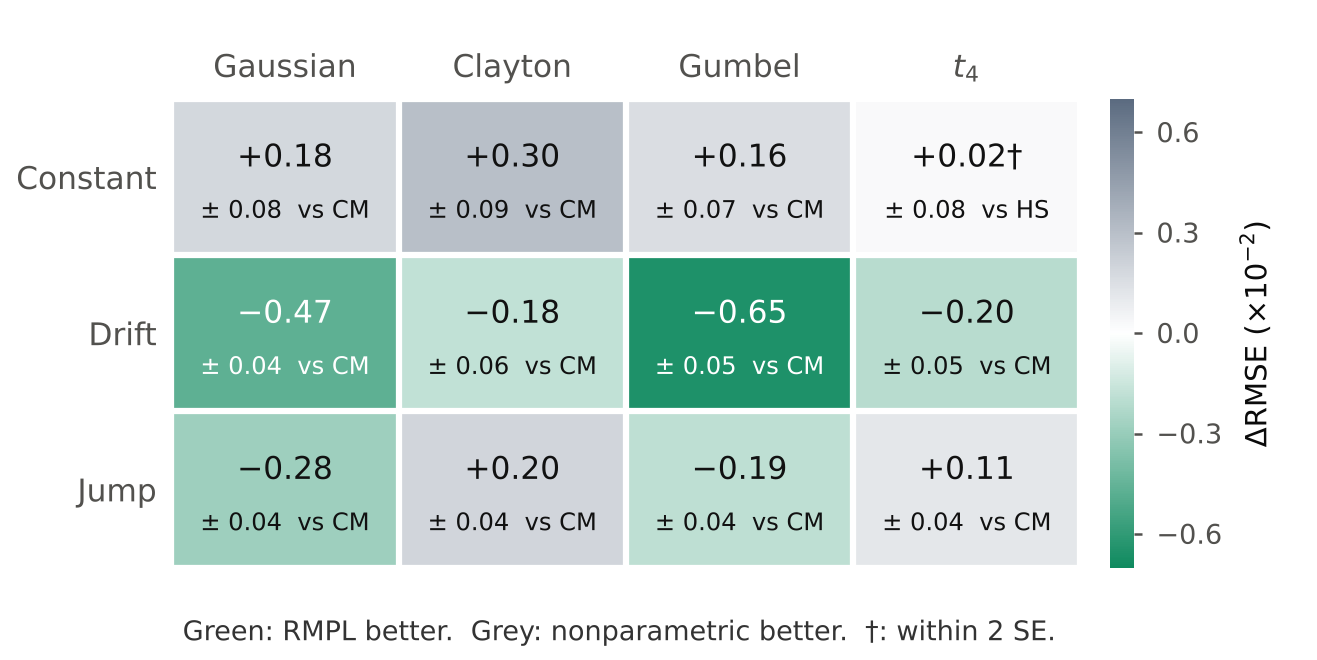 Gaussian Clayton Gumbel t₄
Constant +0.18 +0.30 +0.16 +0.02†
± 0.08 vs CM ± 0.09 vs CM ± 0.07 vs CM ± 0.08 vs HS
Drift −0.47 −0.18 −0.65 −0.20
± 0.04 vs CM ± 0.06 vs CM ± 0.05 vs CM ± 0.05 vs CM
Jump −0.28 +0.20 −0.19 +0.11
± 0.04 vs CM ± 0.04 vs CM ± 0.04 vs CM ± 0.04 vs CM
0.6
0.3
0.0
−0.3
−0.6
ΔRMSE (×10⁻²)
Green: RMPL better. Grey: nonparametric better. †: within 2 SE.